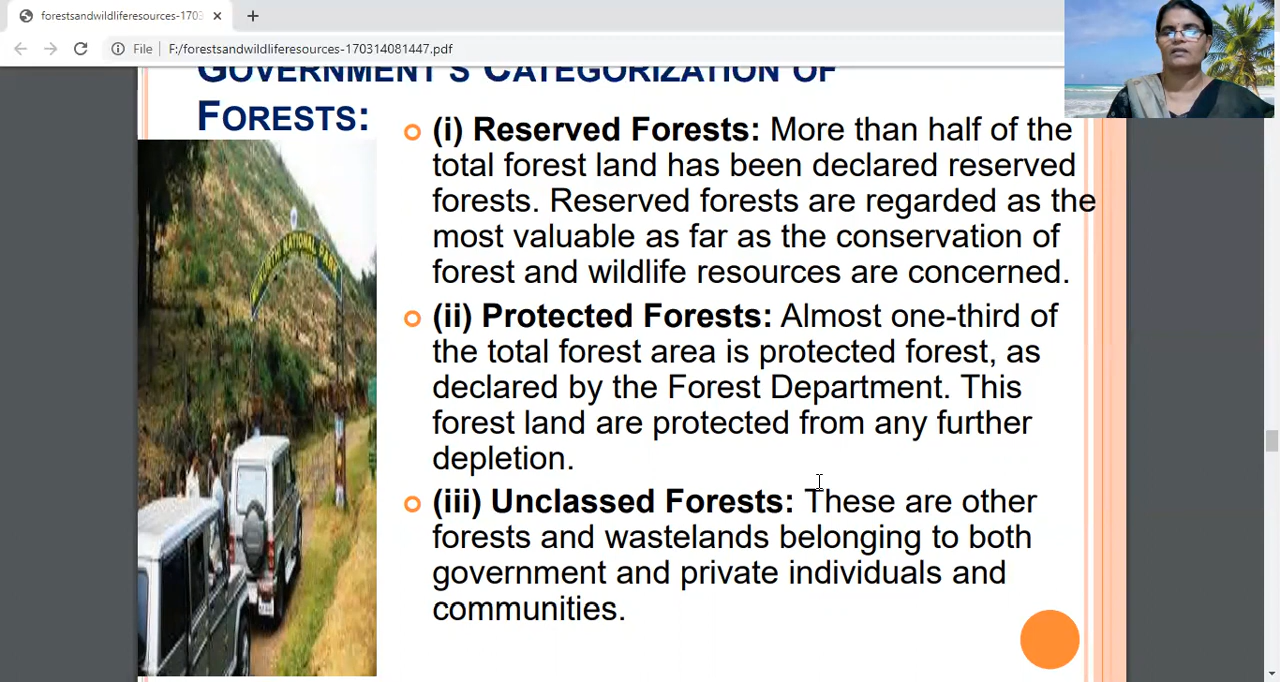 forestsandwildliferesources-1703
File
F:/forestsandwildliferesources-170314081447.pdf
GOVERNMENT'S CATEGORIZATION OF
FORESTS:
(i) Reserved Forests: More than half of the
total forest land has been declared reserved
forests. Reserved forests are regarded as the
most valuable as far as the conservation of
forest and wildlife resources are concerned.
(ii) Protected Forests: Almost one-third of
the total forest area is protected forest, as
declared by the Forest Department. This
forest land are protected from any further
depletion.
(iii) Unclassed Forests: These are other
forests and wastelands belonging to both
government and private individuals and
communities.
NATIONAL PARK